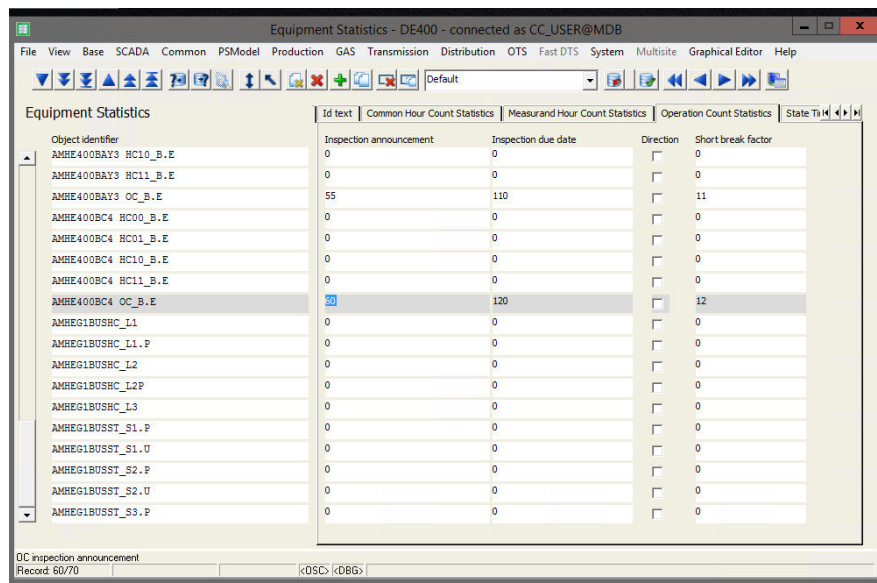 Equipment Statistics - DE400 - connected as CC_USER@MDB
File View Base SCADA Common PSModel Production GAS Transmission Distribution OTS Fast DTS System Multisite Graphical Editor Help
Default
Equipment Statistics
Id text Common Hour Count Statistics Measurand Hour Count Statistics Operation Count Statistics State Ti
Object identifier Inspection announcement Inspection due date Direction Short break factor
AMHE400BAY3 HC10_B.E 0 0 0
AMHE400BAY3 HC11_B.E 0 0 0
AMHE400BAY3 OC_B.E 55 110 11
AMHE400BC4 HC00_B.E 0 0 0
AMHE400BC4 HC01_B.E 0 0 0
AMHE400BC4 HC10_B.E 0 0 0
AMHE400BC4 HC11_B.E 0 0 0
AMHE400BC4 OC_B.E 60 120 12
AMHEG1BUSHC_L1 0 0 0
AMHEG1BUSHC_L1.P 0 0 0
AMHEG1BUSHC_L2 0 0 0
AMHEG1BUSHC_L2P 0 0 0
AMHEG1BUSHC_L3 0 0 0
AMHEG1BUSST_S1.P 0 0 0
AMHEG1BUSST_S1.U 0 0 0
AMHEG1BUSST_S2.P 0 0 0
AMHEG1BUSST_S2.U 0 0 0
AMHEG1BUSST_S3.P 0 0 0
OC inspection announcement
Record: 60/70 <OSC> <DBG>